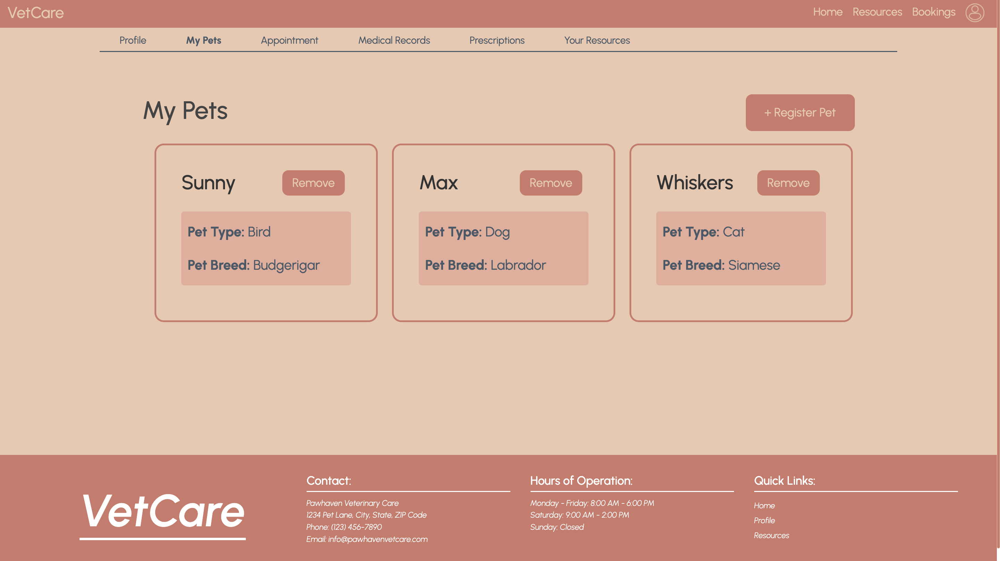 VetCare
Home Resources Bookings
Profile My Pets Appointment Medical Records Prescriptions Your Resources
My Pets
+ Register Pet
Sunny
Remove
Pet Type: Bird
Pet Breed: Budgerigar
Max
Remove
Pet Type: Dog
Pet Breed: Labrador
Whiskers
Remove
Pet Type: Cat
Pet Breed: Siamese
VetCare
Contact:
Pawhaven Veterinary Care
1234 Pet Lane, City, State, ZIP Code
Phone: (123) 456-7890
Email: info@pawhavenvetcare.com
Hours of Operation:
Monday - Friday: 8:00 AM - 6:00 PM
Saturday: 9:00 AM - 2:00 PM
Sunday: Closed
Quick Links:
Home
Profile
Resources